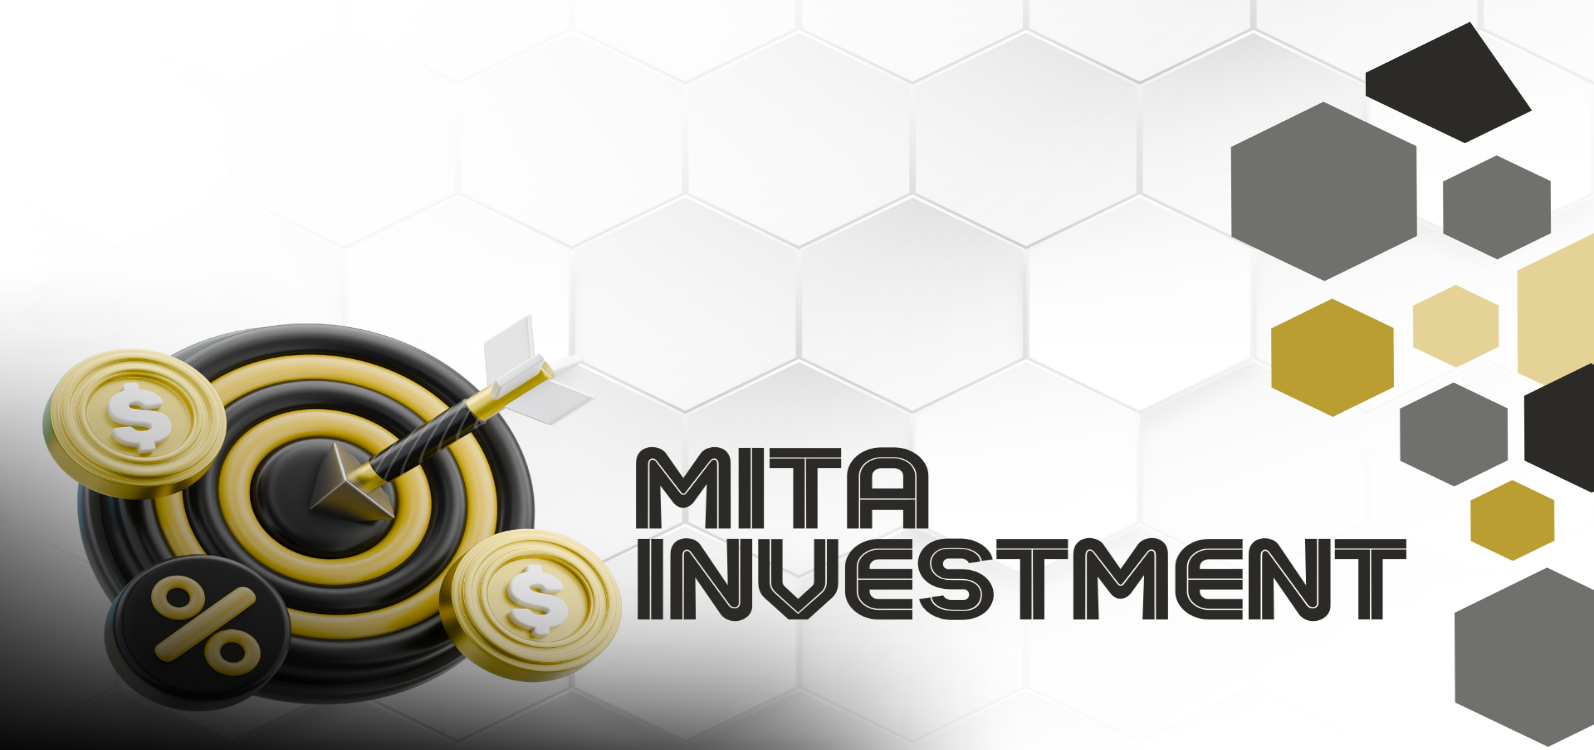 $
MITA
INVESTMENT
$
%